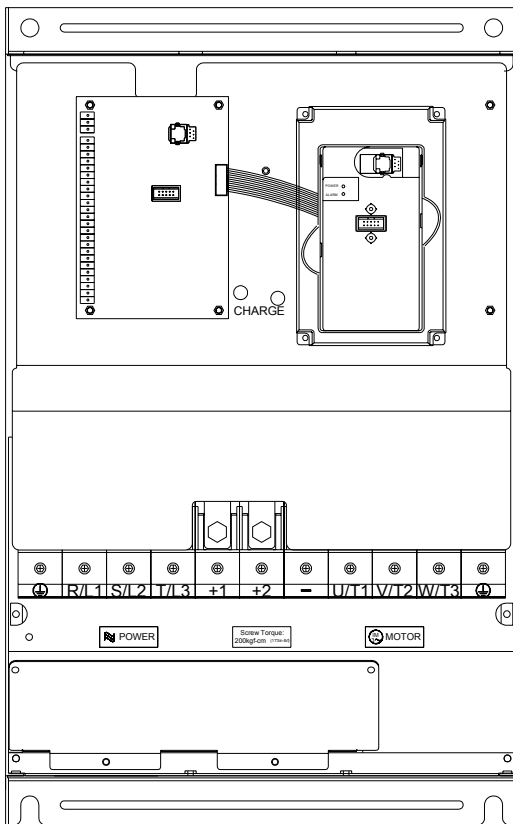 POWER
ALARM
CHARGE
R/L1 S/L2 T/L3 +1 +2 − U/T1 V/T2 W/T3
POWER
Screw Torque:
200kgf-cm
MOTOR